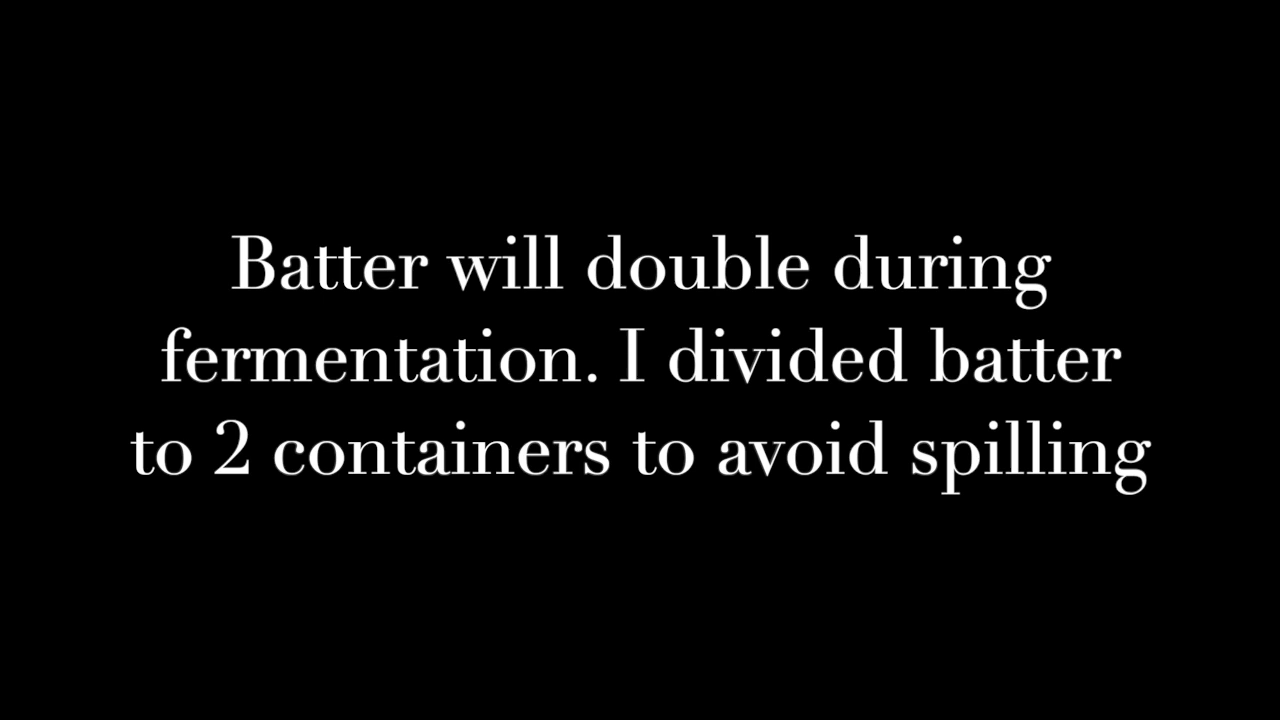 Batter will double during
fermentation. I divided batter
to 2 containers to avoid spilling